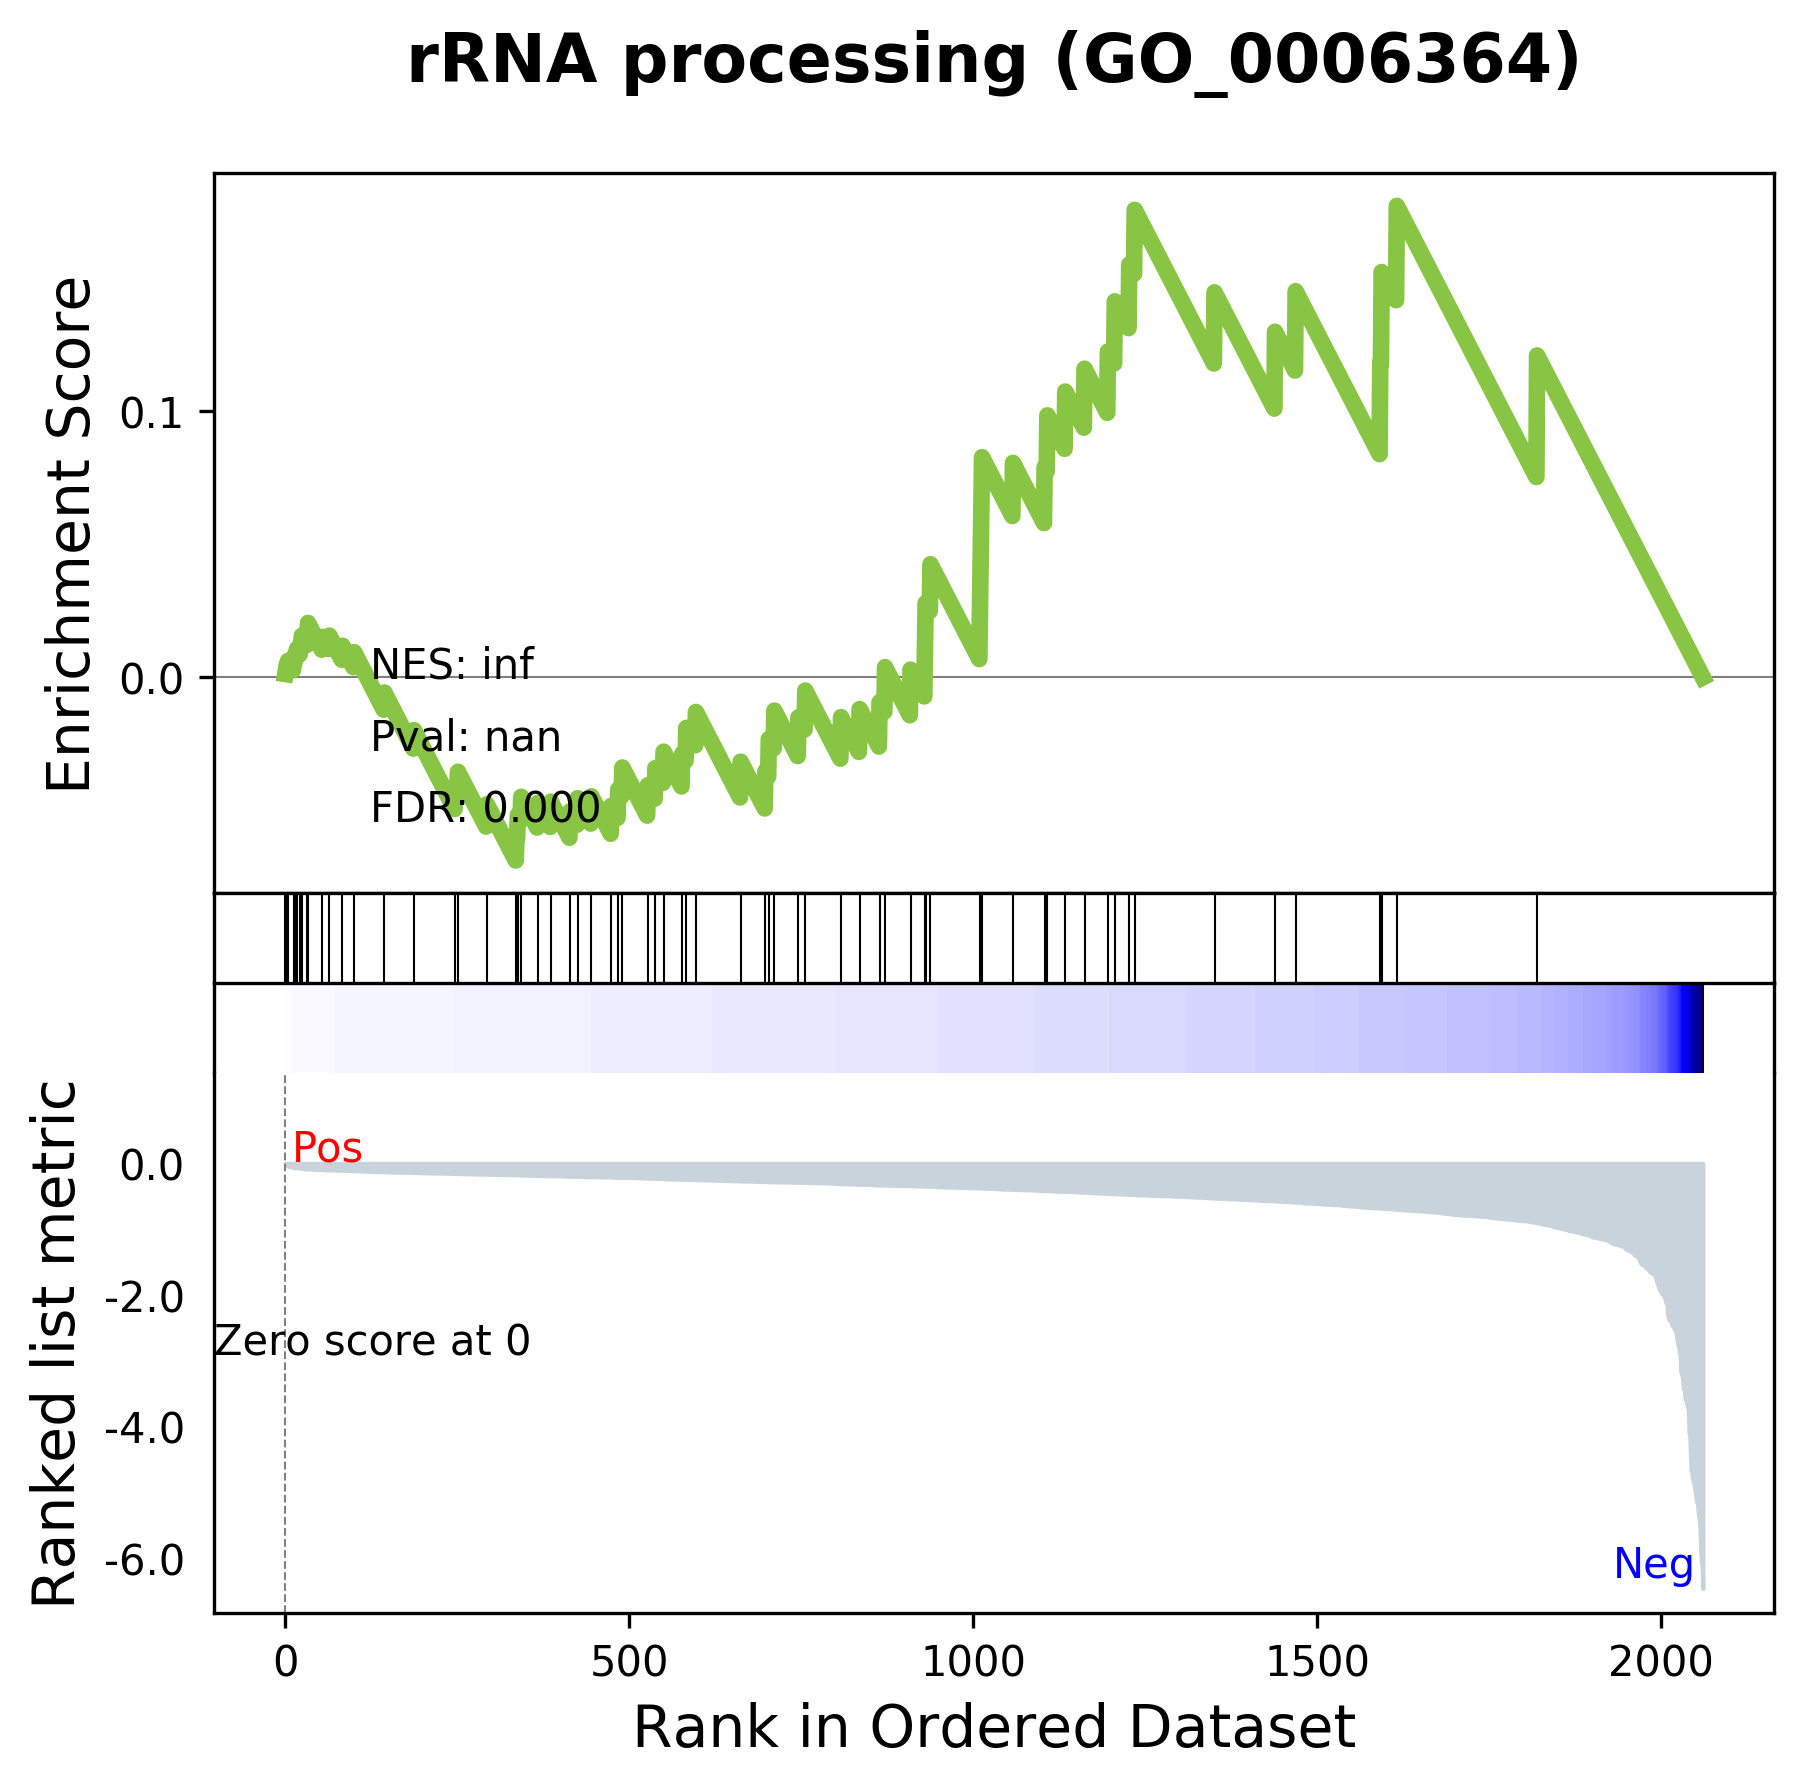 rRNA processing (GO_0006364)
Enrichment Score
0.1
0.0
NES: inf
Pval: nan
FDR: 0.000
Ranked list metric
Pos
0.0
-2.0
Zero score at 0
-4.0
-6.0
Neg
0 500 1000 1500 2000
Rank in Ordered Dataset